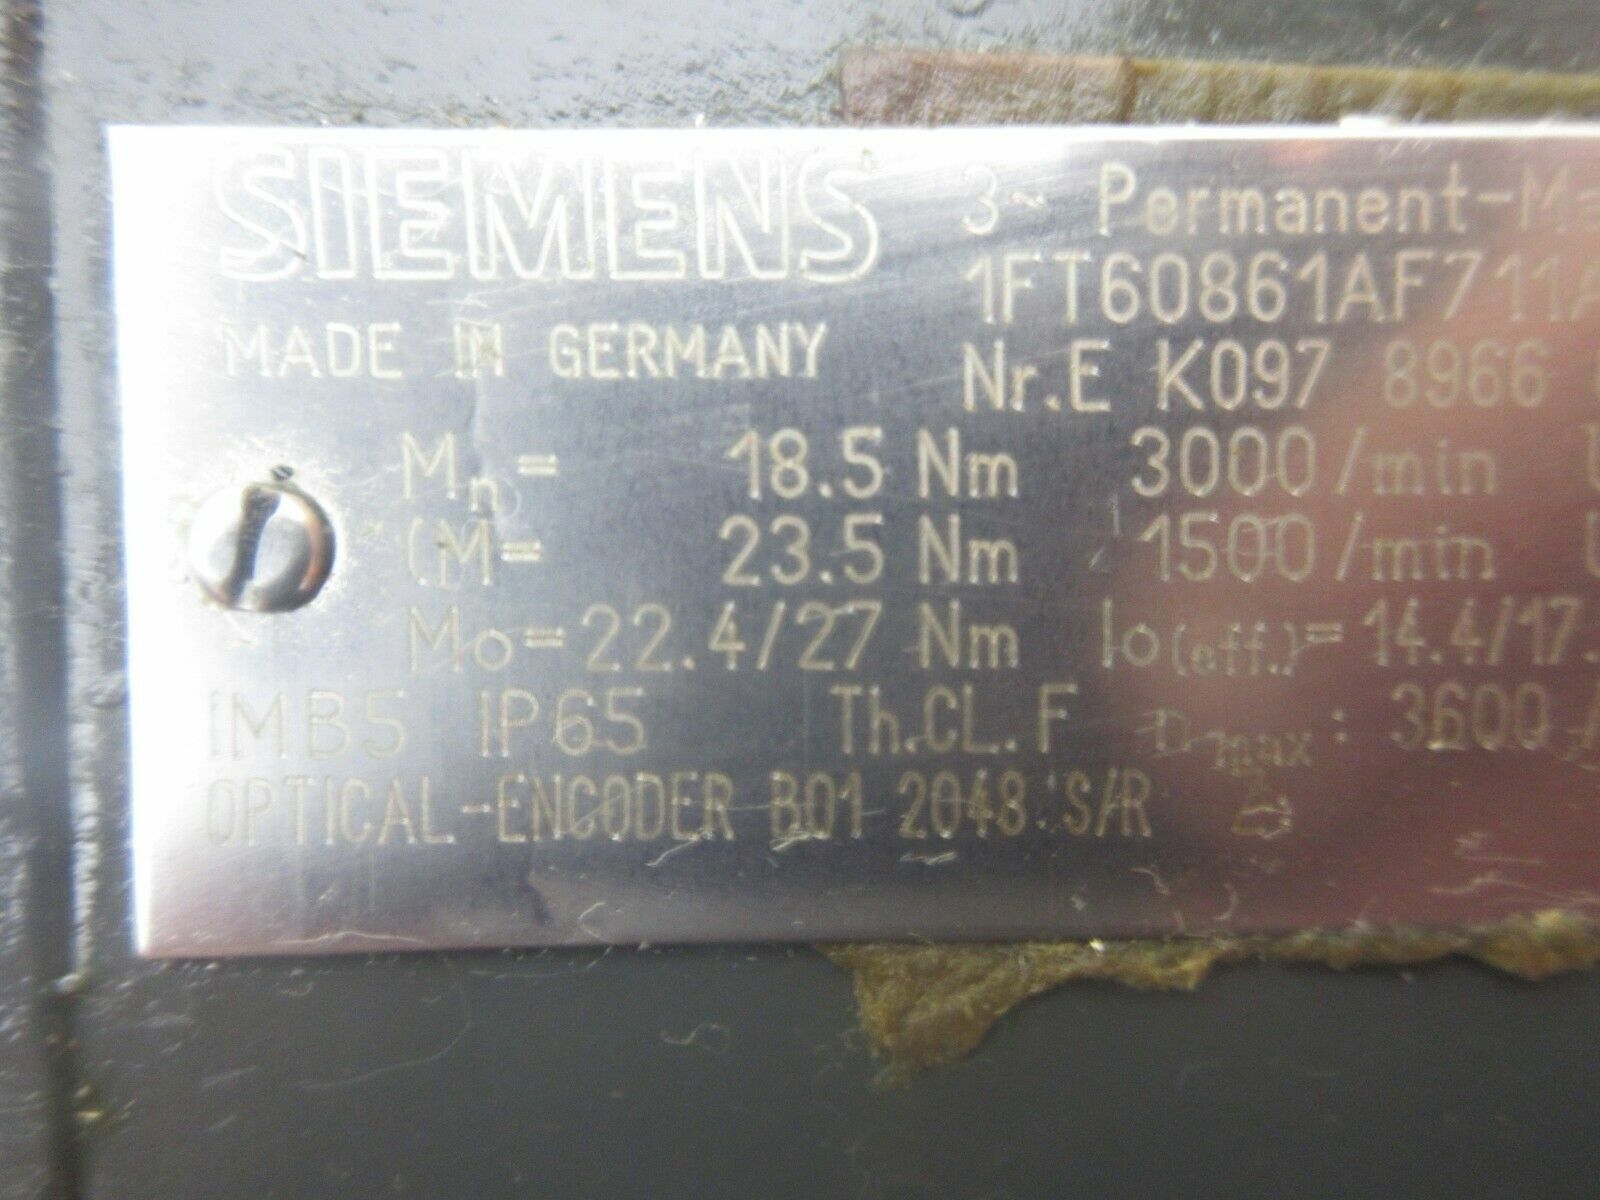 SIEMENS 3~ Permanent-Ma
1FT60861AF711A
MADE IN GERMANY
Nr.E K097 8966
Mn= 18.5 Nm 3000/min U
(M= 23.5 Nm 1500/min U
Mo=22.4/27 Nm Io(eff.)=14.4/17.
IMB5 IP65 Th.CL.F nmax: 3600/
OPTICAL-ENCODER B01 2048 S/R